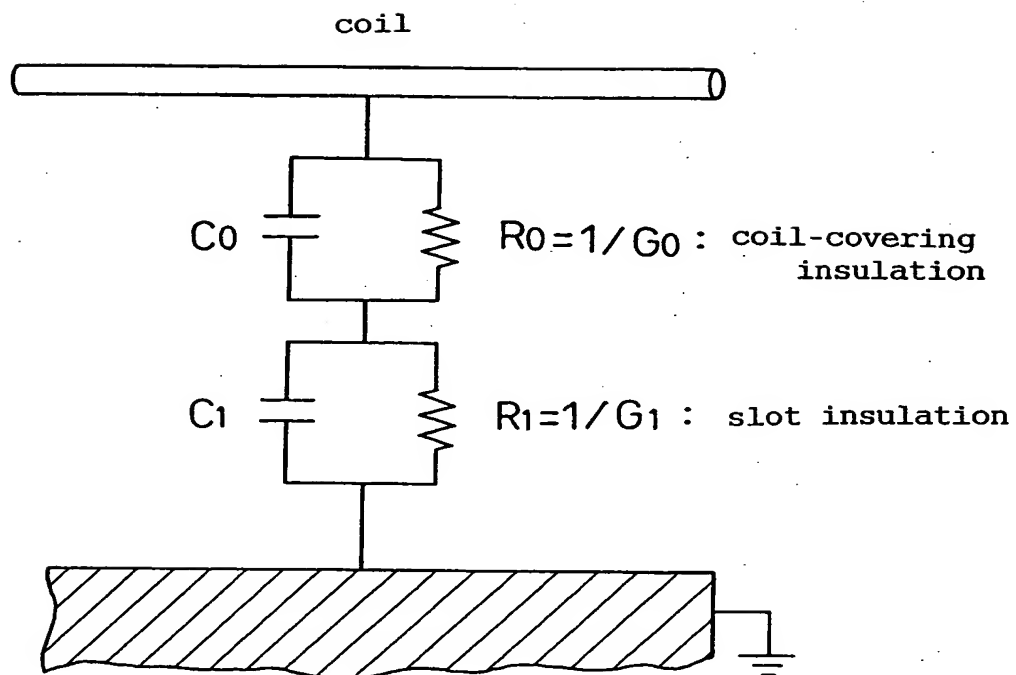 coil
C0 R0=1/G0 : coil-covering
insulation
C1 R1=1/G1 : slot insulation